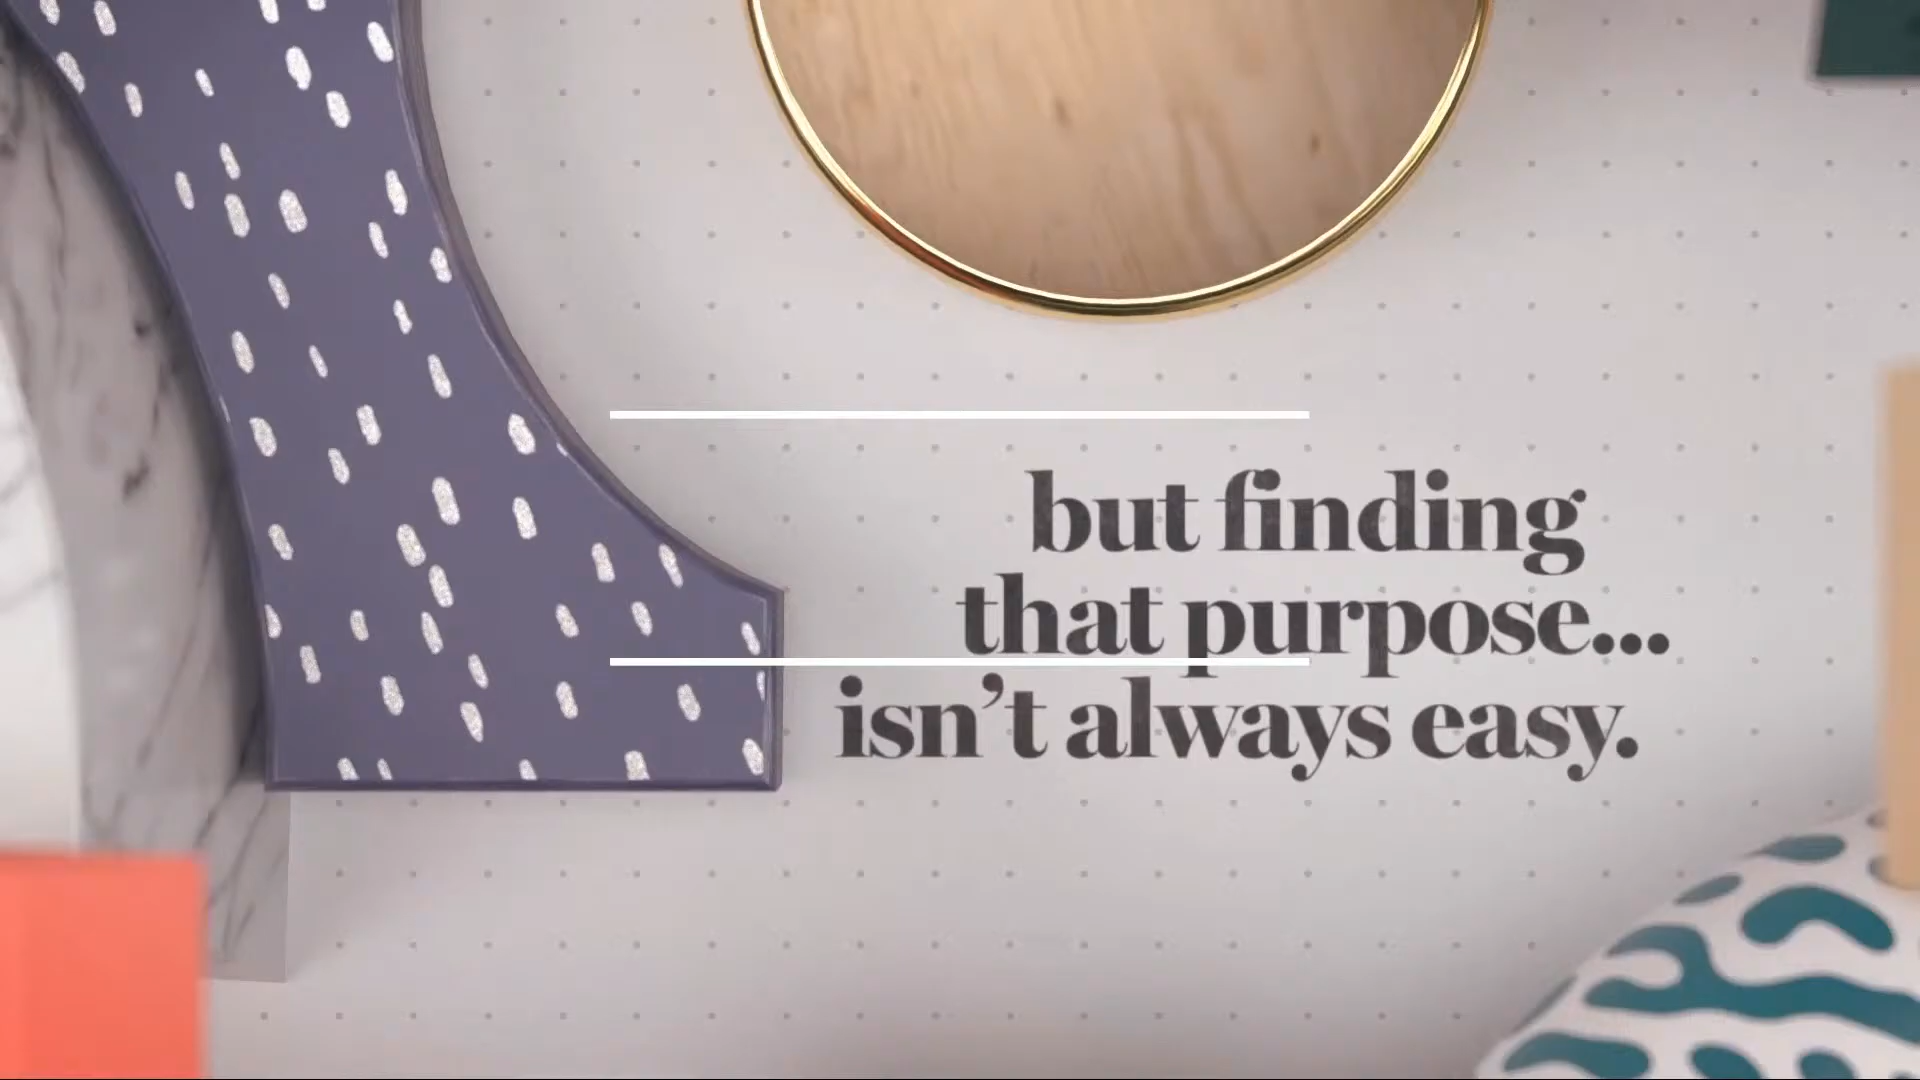 but finding
that purpose...
isn’t always easy.